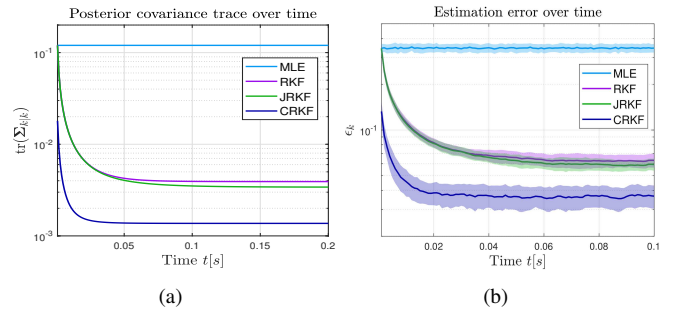 Posterior covariance trace over time
10⁻¹
10⁻²
10⁻³
tr(Σₖ|ₖ)
MLE
RKF
JRKF
CRKF
0.05
0.1
0.15
0.2
Time t[s]
(a)
Estimation error over time
10⁻¹
ϵₖ
MLE
RKF
JRKF
CRKF
0.02
0.04
0.06
0.08
0.1
Time t[s]
(b)